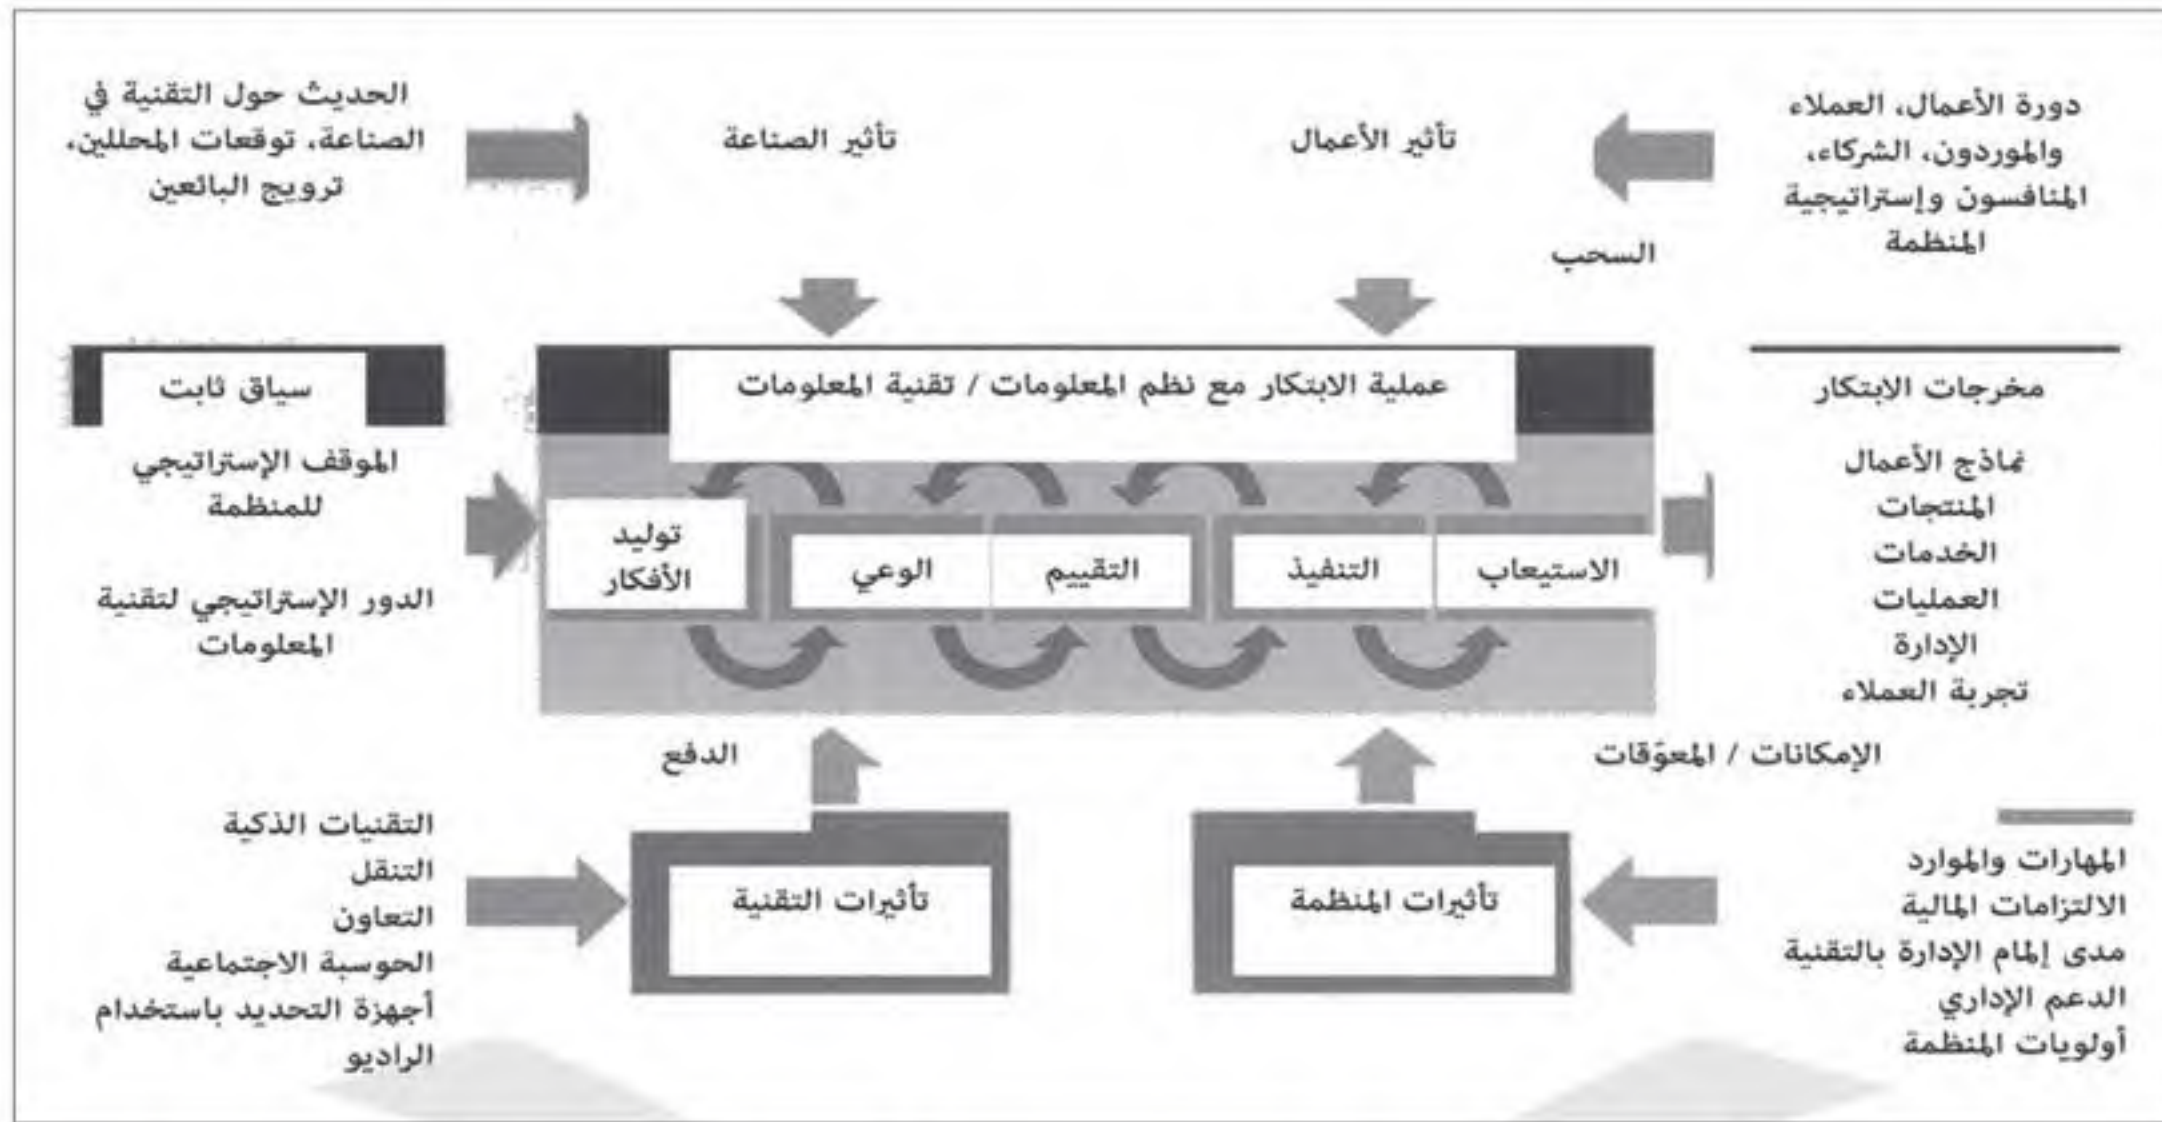 دورة الأعمال، العملاء
والموردون، الشركاء،
المنافسون وإستراتيجية
المنظمة
تأثير الأعمال
السحب
تأثير الصناعة
الحديث حول التقنية في
الصناعة، توقعات المحللين،
ترويج البائعين
سياق ثابت
الموقف الإستراتيجي
للمنظمة
الدور الإستراتيجي لتقنية
المعلومات
عملية الابتكار مع نظم المعلومات / تقنية المعلومات
توليد
الأفكار
الوعي
التقييم
التنفيذ
الاستيعاب
مخرجات الابتكار
نماذج الأعمال
المنتجات
الخدمات
العمليات
الإدارة
تجربة العملاء
الإمكانات / المعوّقات
المهارات والموارد
الالتزامات المالية
مدى إلمام الإدارة بالتقنية
الدعم الإداري
أولويات المنظمة
تأثيرات المنظمة
الدفع
تأثيرات التقنية
التقنيات الذكية
التنقل
التعاون
الحوسبة الاجتماعية
أجهزة التحديد باستخدام
الراديو